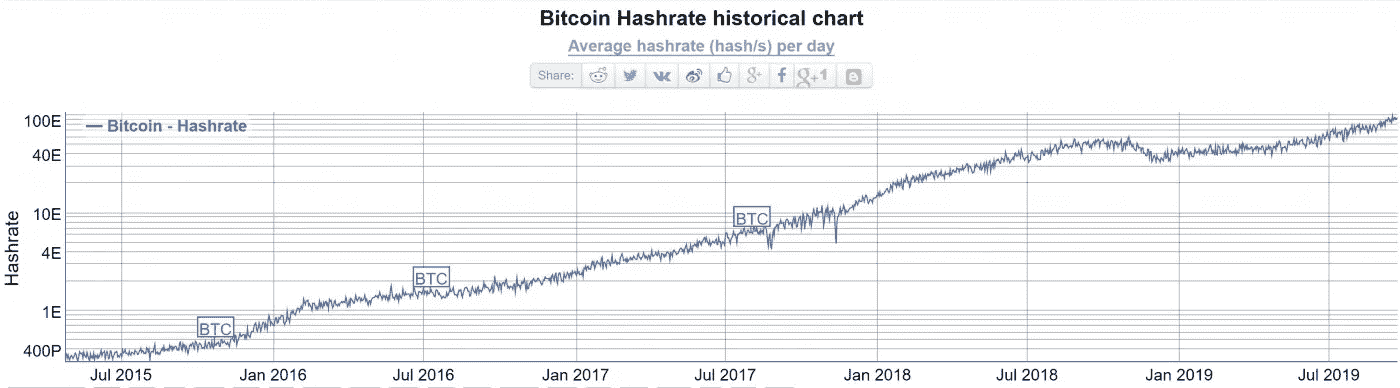 Bitcoin Hashrate historical chart
Average hashrate (hash/s) per day
Share: g+ f g+1
Bitcoin - Hashrate
100E
40E
10E
4E
1E
400P
Hashrate
BTC
BTC
BTC
Jul 2015 Jan 2016 Jul 2016 Jan 2017 Jul 2017 Jan 2018 Jul 2018 Jan 2019 Jul 2019